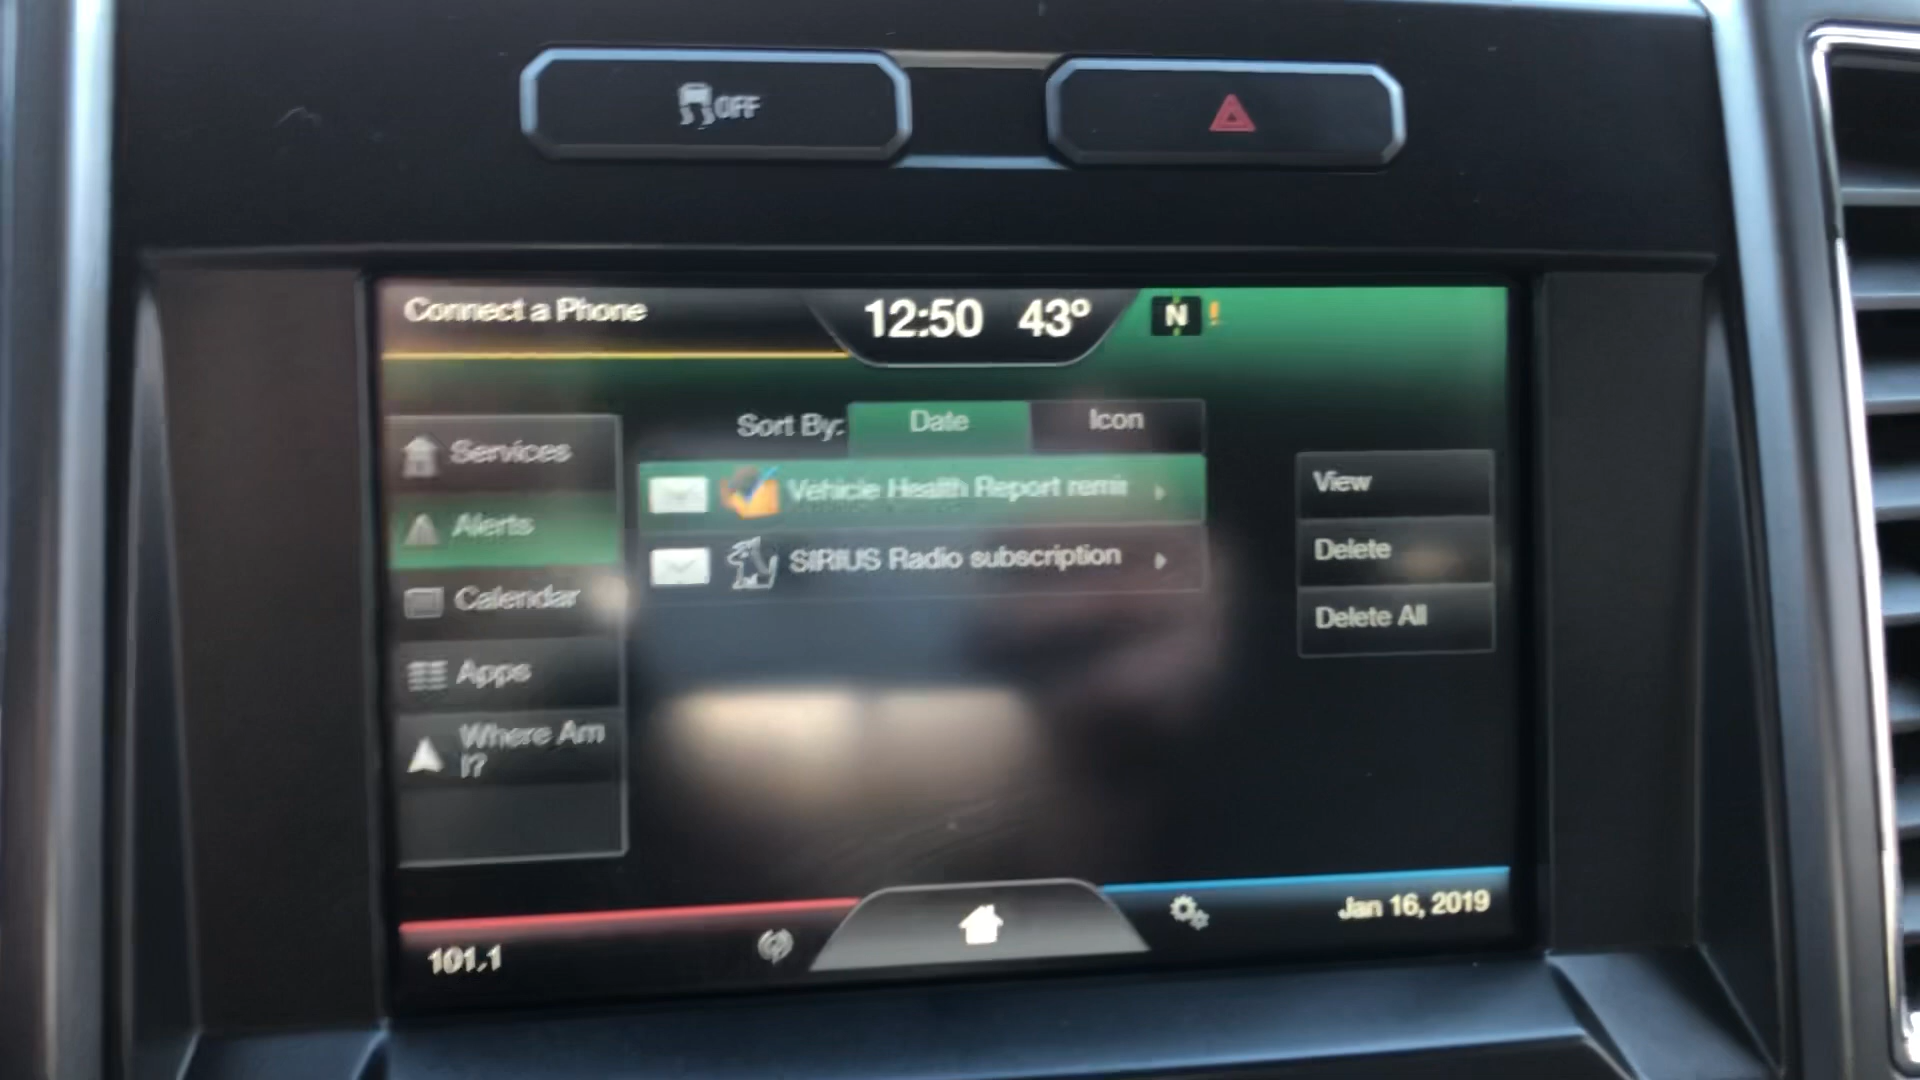 OFF
Connect a Phone
12:50 43°
N !
Sort By: Date Icon
Services
Alerts
Calendar
Apps
Where Am
I?
Vehicle Health Report remi
SIRIUS Radio subscription
View
Delete
Delete All
101.1
Jan 16, 2019